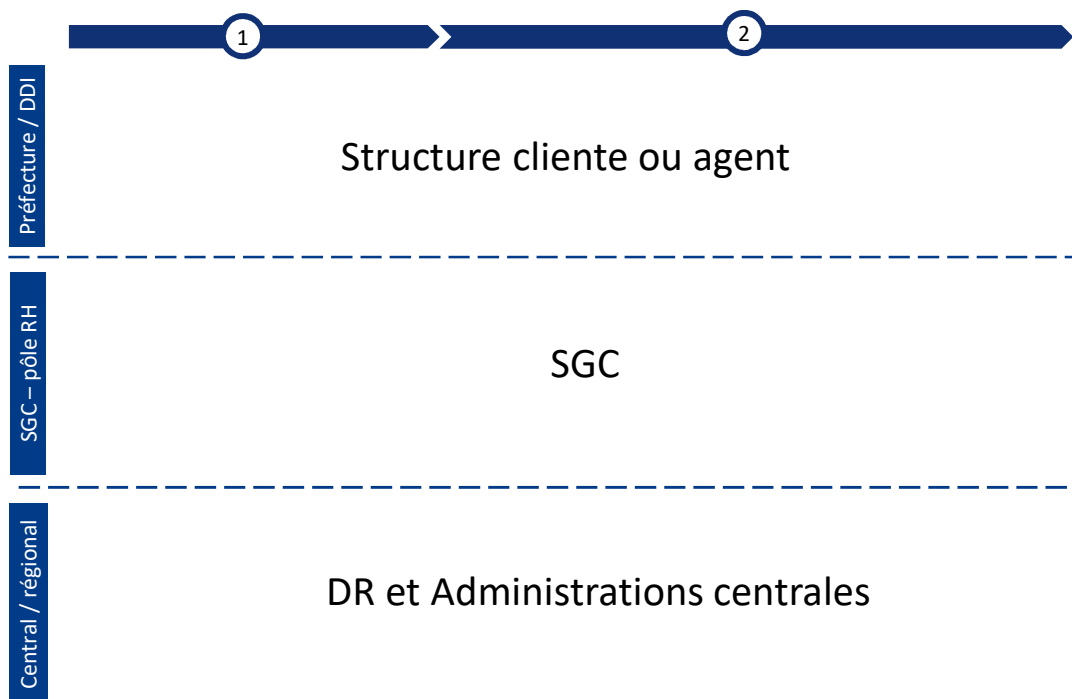 1
2
Préfecture / DDI
Structure cliente ou agent
SGC – pôle RH
SGC
Central / régional
DR et Administrations centrales